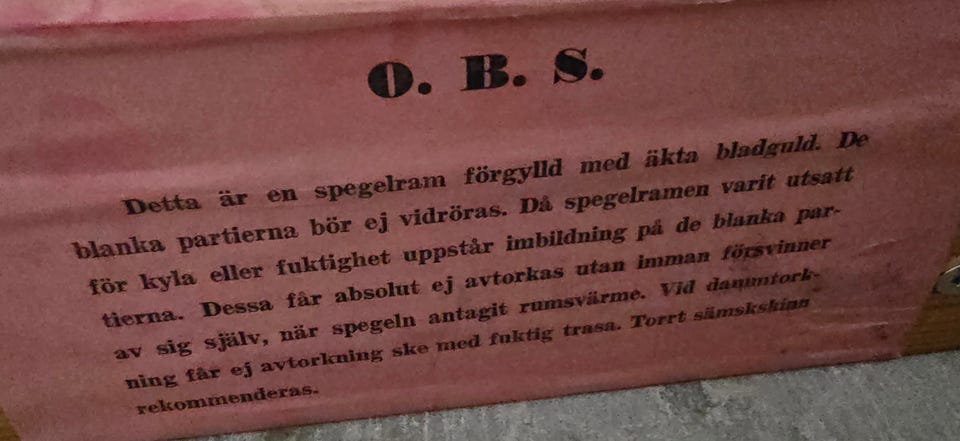 O. B. S.
Detta är en spegelram förgylld med äkta bladguld. De
blanka partierna bör ej vidröras. Då spegelramen varit utsatt
för kyla eller fuktighet uppstår imbildning på de blanka par-
tierna. Dessa får absolut ej avtorkas utan imman försvinner
av sig själv, när spegeln antagit rumsvärme. Vid dammtork-
ning får ej avtorkning ske med fuktig trasa. Torrt sämskskinn
rekommenderas.